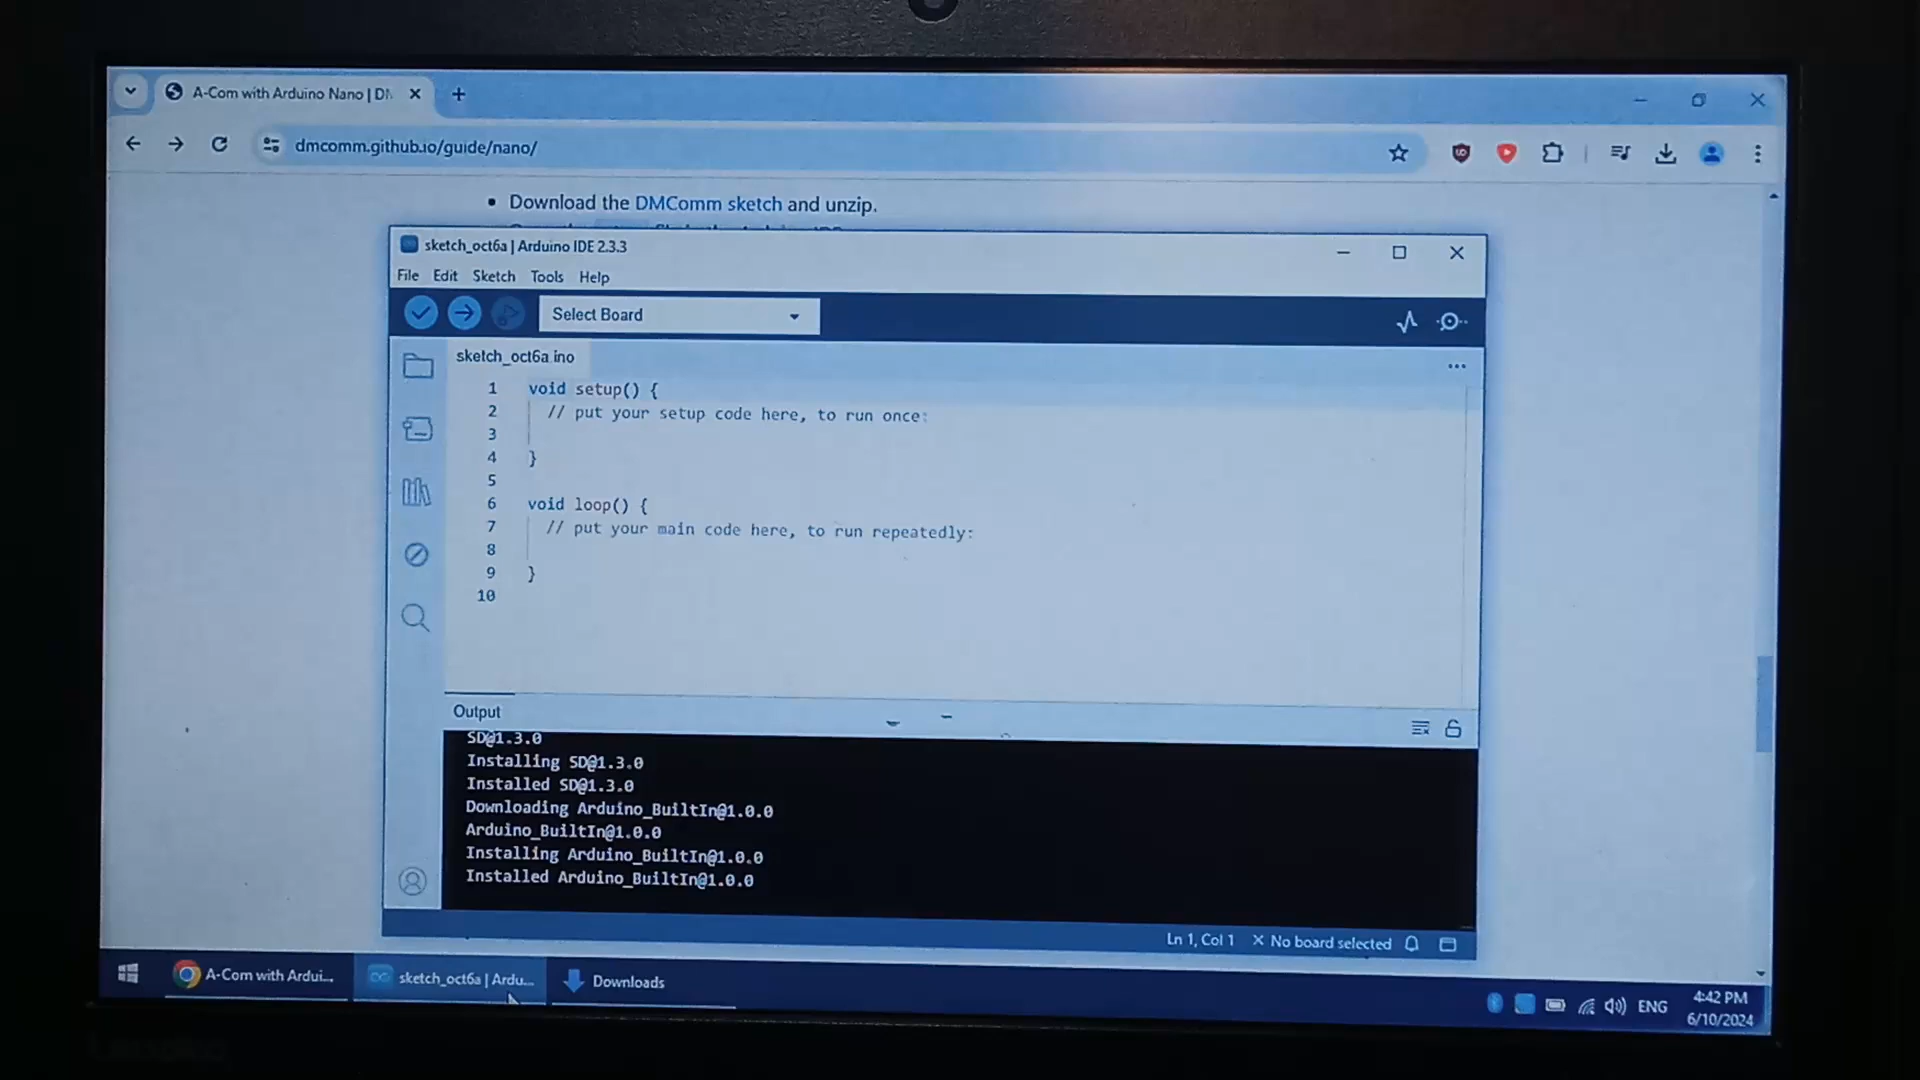 A-Com with Arduino Nano | DM
dmcomm.github.io/guide/nano/
Download the DMComm sketch and unzip.
sketch_oct6a | Arduino IDE 2.3.3
File Edit Sketch Tools Help
Select Board
sketch_oct6a ino
1 void setup() {
2 // put your setup code here, to run once:
3
4 }
5
6 void loop() {
7 // put your main code here, to run repeatedly:
8
9 }
10
Output
SD@1.3.0
Installing SD@1.3.0
Installed SD@1.3.0
Downloading Arduino_BuiltIn@1.0.0
Arduino_BuiltIn@1.0.0
Installing Arduino_BuiltIn@1.0.0
Installed Arduino_BuiltIn@1.0.0
Ln 1, Col 1 × No board selected
A-Com with Ardui... sketch_oct6a | Ardu... Downloads
ENG 4:42 PM
6/10/2024